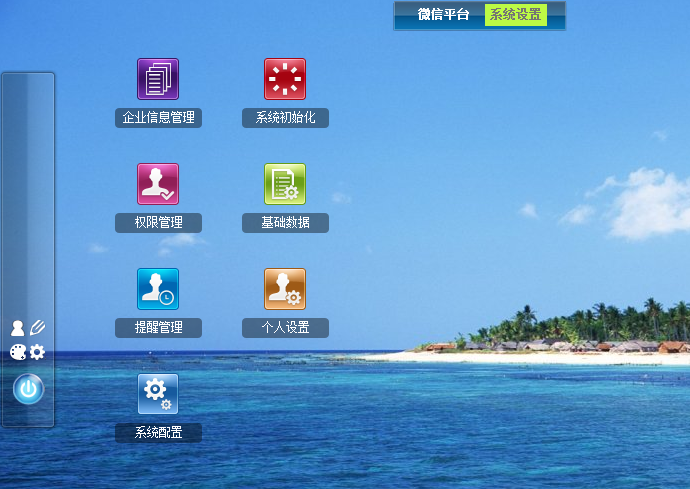 微信平台 系统设置
企业信息管理 系统初始化
权限管理 基础数据
提醒管理 个人设置
系统配置